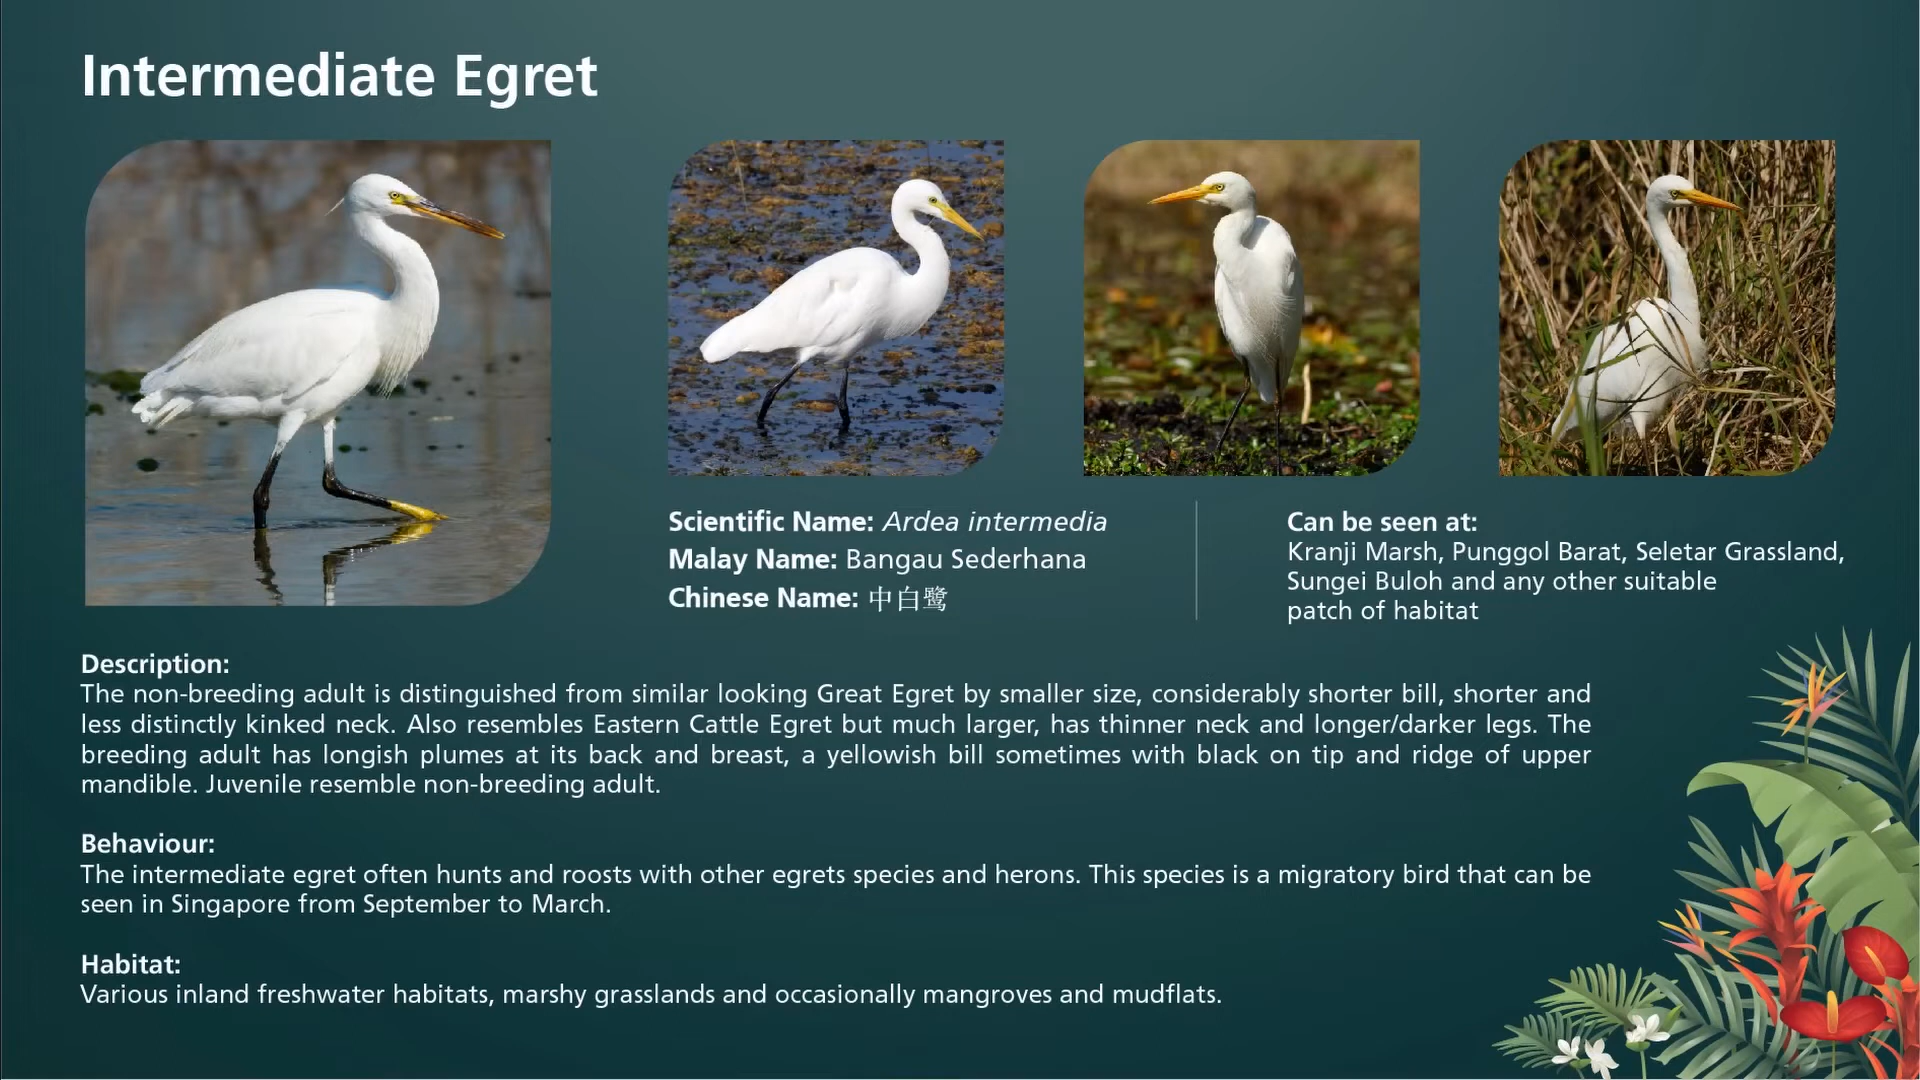 Intermediate Egret
Scientific Name: Ardea intermedia
Malay Name: Bangau Sederhana
Chinese Name: 中白鹭
Can be seen at:
Kranji Marsh, Punggol Barat, Seletar Grassland,
Sungei Buloh and any other suitable
patch of habitat
Description:
The non-breeding adult is distinguished from similar looking Great Egret by smaller size, considerably shorter bill, shorter and
less distinctly kinked neck. Also resembles Eastern Cattle Egret but much larger, has thinner neck and longer/darker legs. The
breeding adult has longish plumes at its back and breast, a yellowish bill sometimes with black on tip and ridge of upper
mandible. Juvenile resemble non-breeding adult.
Behaviour:
The intermediate egret often hunts and roosts with other egrets species and herons. This species is a migratory bird that can be
seen in Singapore from September to March.
Habitat:
Various inland freshwater habitats, marshy grasslands and occasionally mangroves and mudflats.